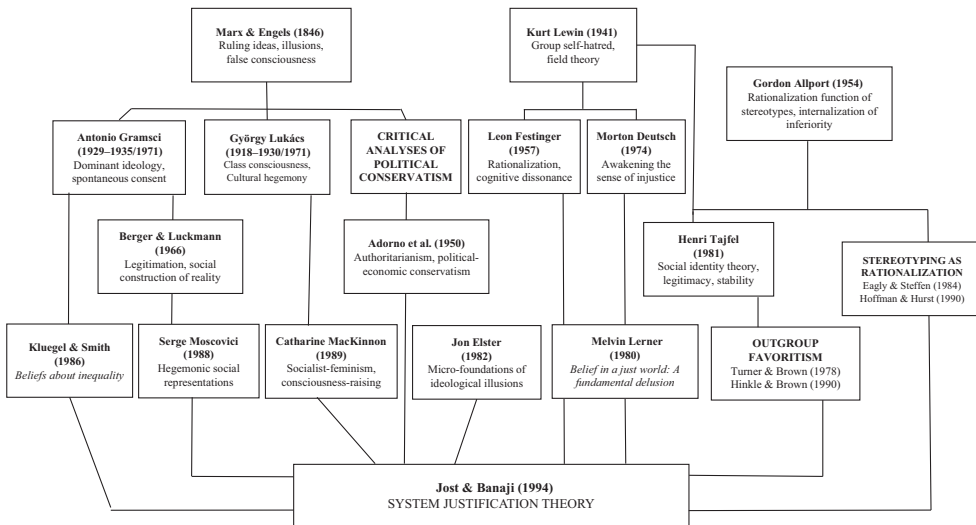 Marx & Engels (1846)
Ruling ideas, illusions,
false consciousness
Kurt Lewin (1941)
Group self-hatred,
field theory
Gordon Allport (1954)
Rationalization function of
stereotypes, internalization of
inferiority
Antonio Gramsci
(1929–1935/1971)
Dominant ideology,
spontaneous consent
György Lukács
(1918–1930/1971)
Class consciousness,
Cultural hegemony
CRITICAL
ANALYSES OF
POLITICAL
CONSERVATISM
Leon Festinger
(1957)
Rationalization,
cognitive dissonance
Morton Deutsch
(1974)
Awakening the
sense of injustice
Berger & Luckmann
(1966)
Legitimation, social
construction of reality
Adorno et al. (1950)
Authoritarianism, political-
economic conservatism
Henri Tajfel
(1981)
Social identity theory,
legitimacy, stability
STEREOTYPING AS
RATIONALIZATION
Eagly & Steffen (1984)
Hoffman & Hurst (1990)
Kluegel & Smith
(1986)
Beliefs about inequality
Serge Moscovici
(1988)
Hegemonic social
representations
Catharine MacKinnon
(1989)
Socialist-feminism,
consciousness-raising
Jon Elster
(1982)
Micro-foundations of
ideological illusions
Melvin Lerner
(1980)
Belief in a just world: A
fundamental delusion
OUTGROUP
FAVORITISM
Turner & Brown (1978)
Hinkle & Brown (1990)
Jost & Banaji (1994)
SYSTEM JUSTIFICATION THEORY